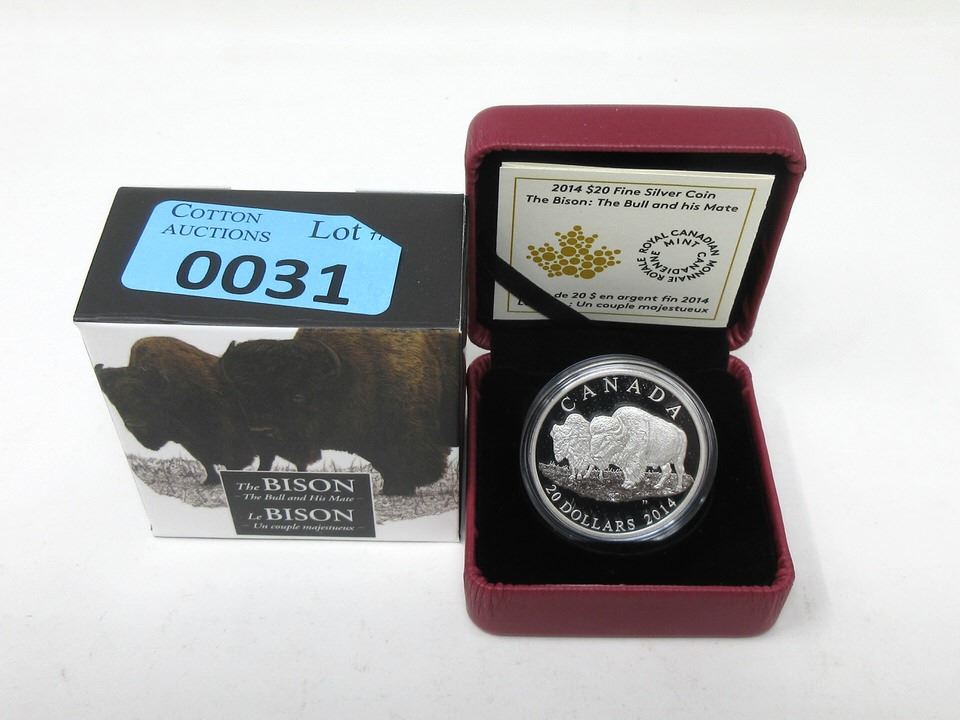 COTTON
AUCTIONS
Lot #
0031
The BISON
The Bull and His Mate
Le BISON
Un couple majestueux
2014 $20 Fine Silver Coin
The Bison: The Bull and his Mate
ROYAL CANADIAN MINT
MONNAIE ROYALE CANADIENNE
de 20 $ en argent fin 2014
: Un couple majestueux
CANADA
20 DOLLARS 2014